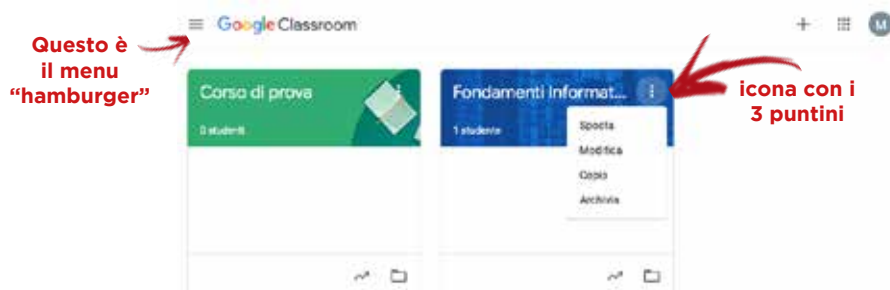 Questo è
il menu
“hamburger”
Google Classroom
M
Corso di prova
0 studenti
Fondamenti Informat...
1 studente
Sposta
Modifica
Copia
Archivia
icona con i
3 puntini